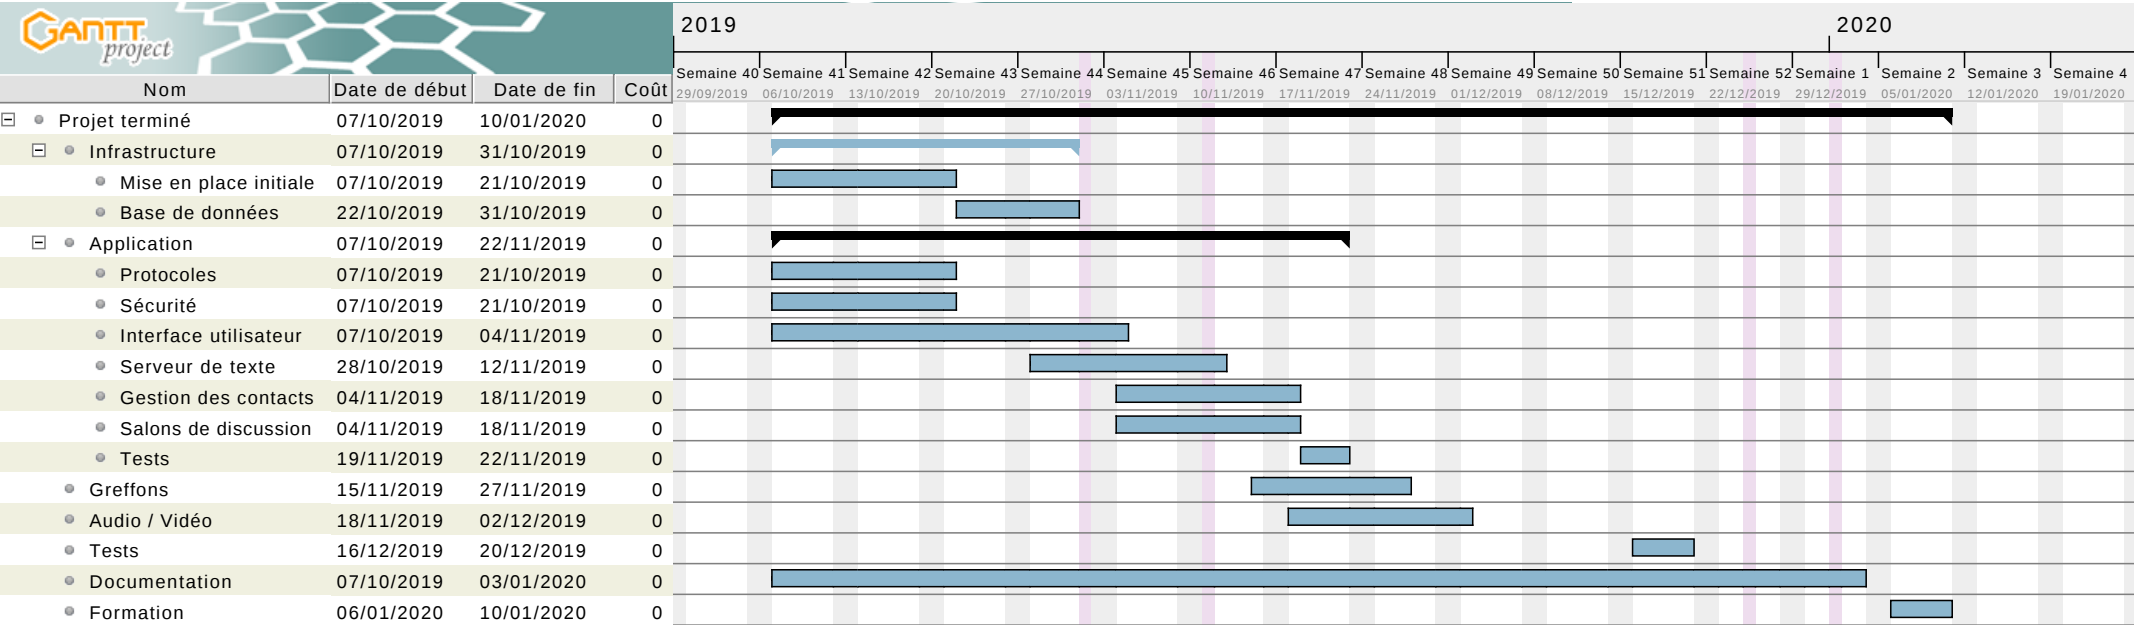 GANTT
project
2019 2020
Semaine 40 Semaine 41 Semaine 42 Semaine 43 Semaine 44 Semaine 45 Semaine 46 Semaine 47 Semaine 48 Semaine 49 Semaine 50 Semaine 51 Semaine 52 Semaine 1 Semaine 2 Semaine 3 Semaine 4
29/09/2019 06/10/2019 13/10/2019 20/10/2019 27/10/2019 03/11/2019 10/11/2019 17/11/2019 24/11/2019 01/12/2019 08/12/2019 15/12/2019 22/12/2019 29/12/2019 05/01/2020 12/01/2020 19/01/2020
Nom Date de début Date de fin Coût
Projet terminé 07/10/2019 10/01/2020 0
Infrastructure 07/10/2019 31/10/2019 0
Mise en place initiale 07/10/2019 21/10/2019 0
Base de données 22/10/2019 31/10/2019 0
Application 07/10/2019 22/11/2019 0
Protocoles 07/10/2019 21/10/2019 0
Sécurité 07/10/2019 21/10/2019 0
Interface utilisateur 07/10/2019 04/11/2019 0
Serveur de texte 28/10/2019 12/11/2019 0
Gestion des contacts 04/11/2019 18/11/2019 0
Salons de discussion 04/11/2019 18/11/2019 0
Tests 19/11/2019 22/11/2019 0
Greffons 15/11/2019 27/11/2019 0
Audio / Vidéo 18/11/2019 02/12/2019 0
Tests 16/12/2019 20/12/2019 0
Documentation 07/10/2019 03/01/2020 0
Formation 06/01/2020 10/01/2020 0